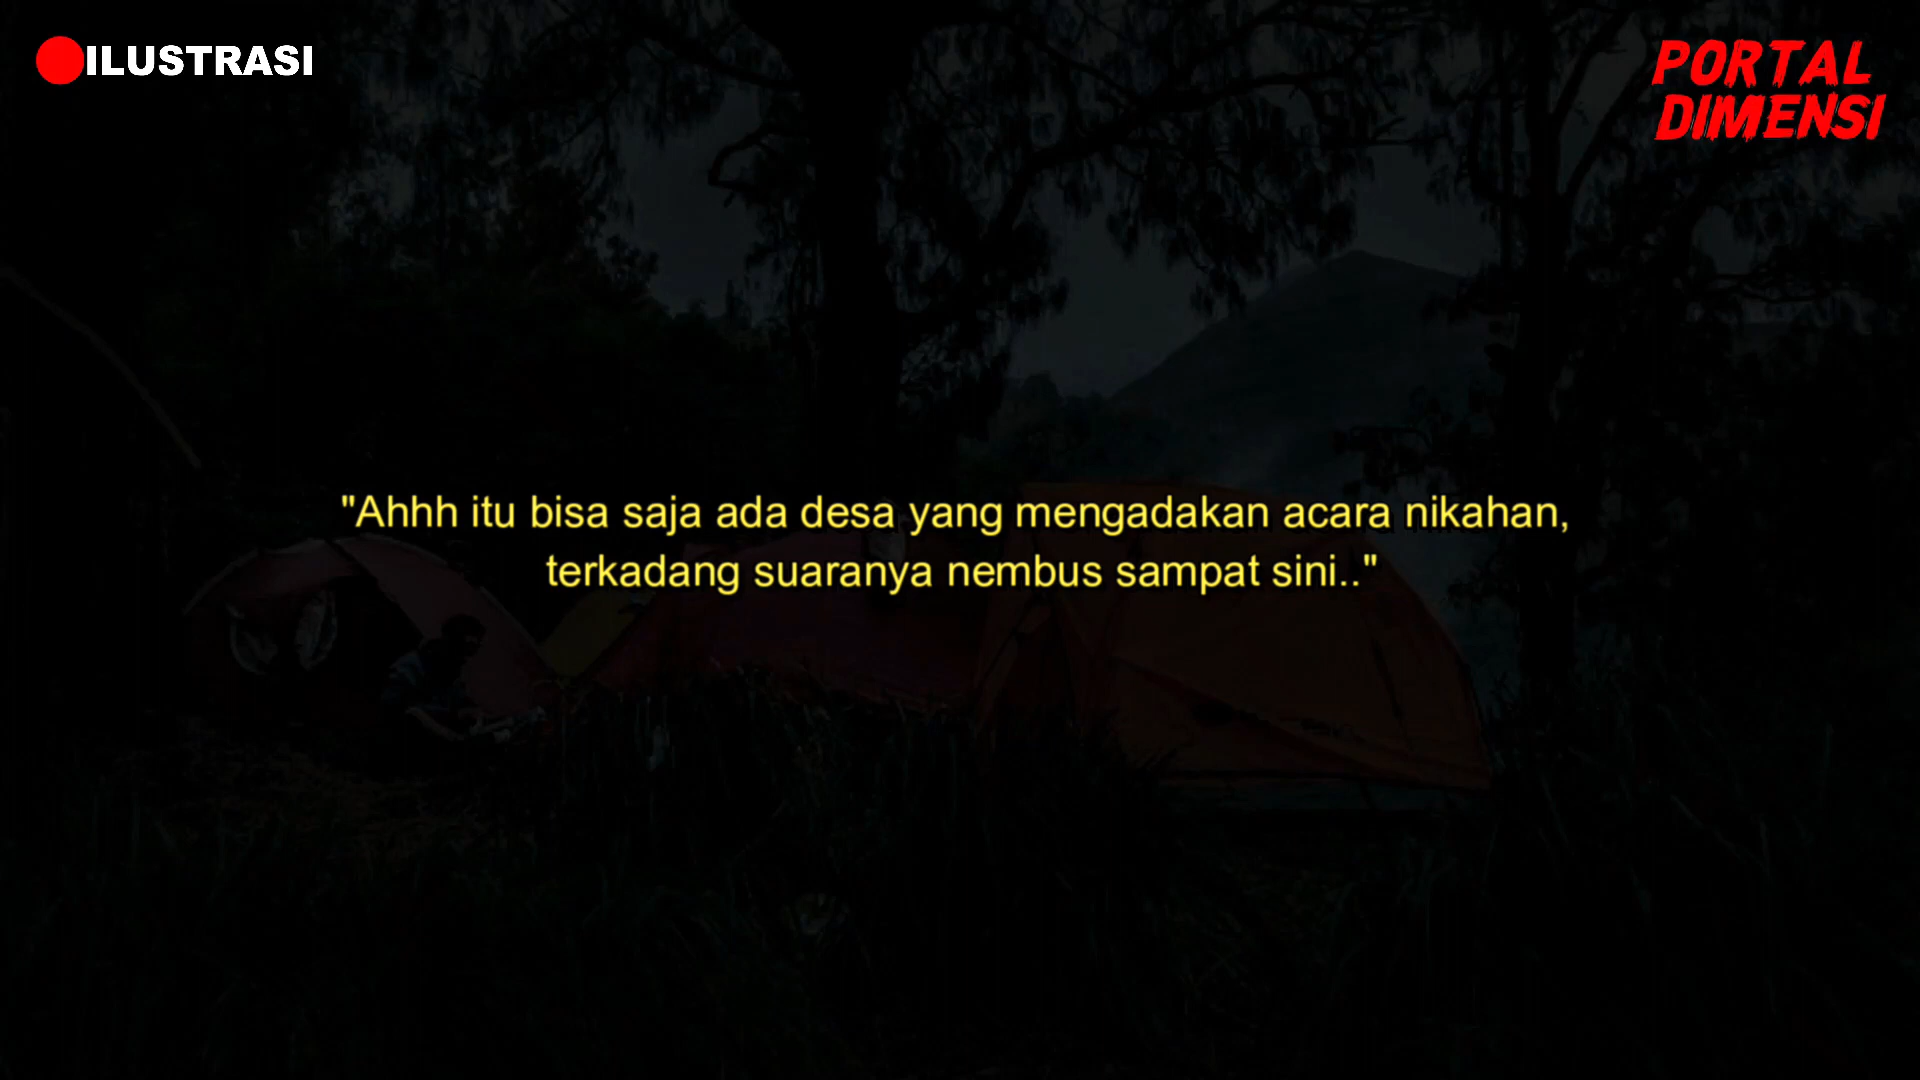 ILUSTRASI
PORTAL
DIMENSI
"Ahhh itu bisa saja ada desa yang mengadakan acara nikahan,
terkadang suaranya nembus sampat sini.."